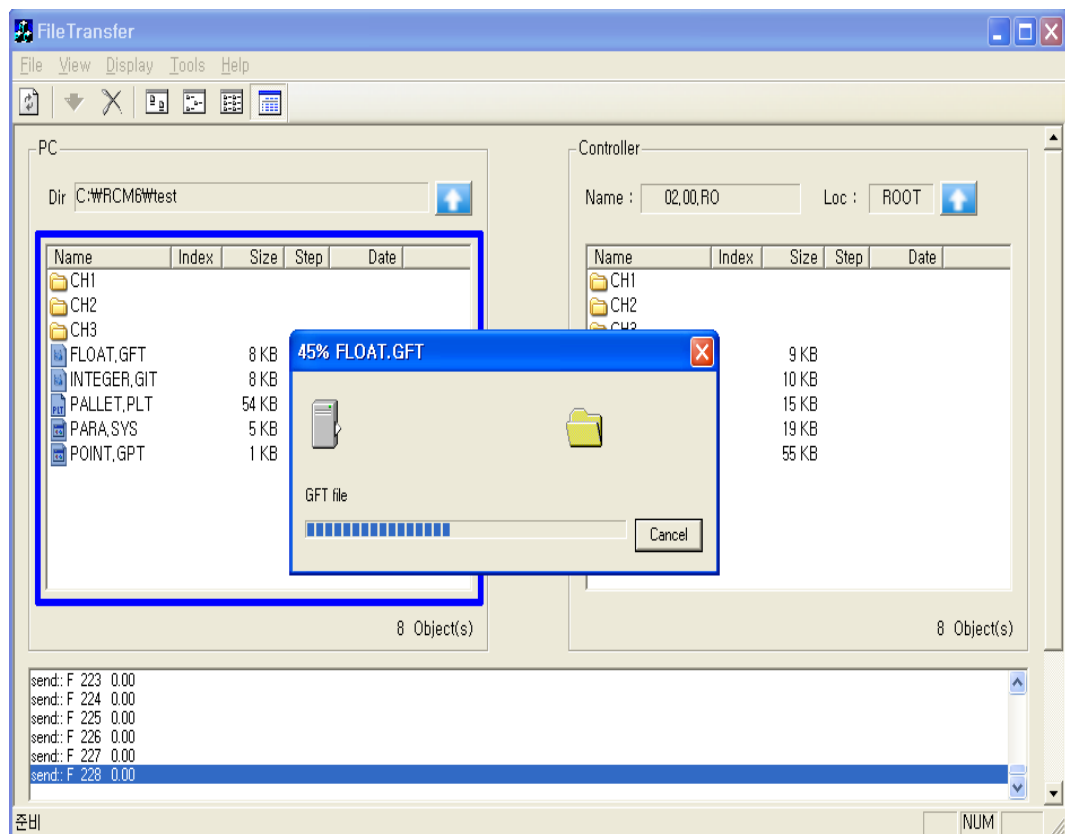 FileTransfer
File View Display Tools Help
PC
Dir C:₩RCM6₩test
Name Index Size Step Date
CH1
CH2
CH3
FLOAT,GFT 8 KB
INTEGER,GIT 8 KB
PALLET,PLT 54 KB
PARA,SYS 5 KB
POINT,GPT 1 KB
8 Object(s)
Controller
Name : 02,00,RO Loc : ROOT
Name Index Size Step Date
CH1
CH2
CH3
9 KB
10 KB
15 KB
19 KB
55 KB
8 Object(s)
45% FLOAT.GFT
GFT file
Cancel
send:: F 223 0.00
send:: F 224 0.00
send:: F 225 0.00
send:: F 226 0.00
send:: F 227 0.00
send:: F 228 0.00
준비 NUM